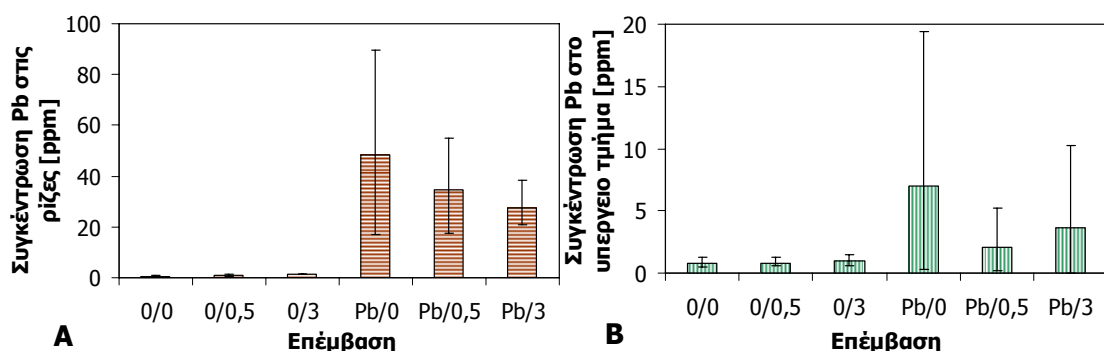 Συγκέντρωση Pb στις
ρίζες [ppm]
100
80
60
40
20
0
0/0 0/0,5 0/3 Pb/0 Pb/0,5 Pb/3
Επέμβαση
A
Συγκέντρωση Pb στο
υπεργειο τμήμα [ppm]
20
15
10
5
0
0/0 0/0,5 0/3 Pb/0 Pb/0,5 Pb/3
Επέμβαση
B